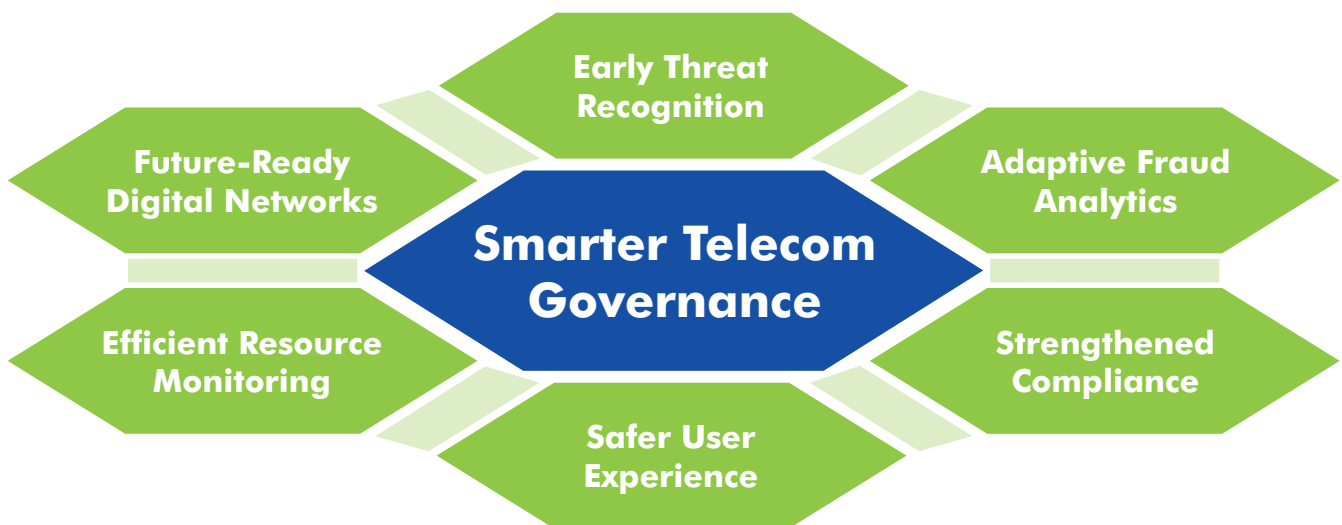 Early Threat
Recognition
Future-Ready
Digital Networks
Adaptive Fraud
Analytics
Smarter Telecom
Governance
Efficient Resource
Monitoring
Strengthened
Compliance
Safer User
Experience